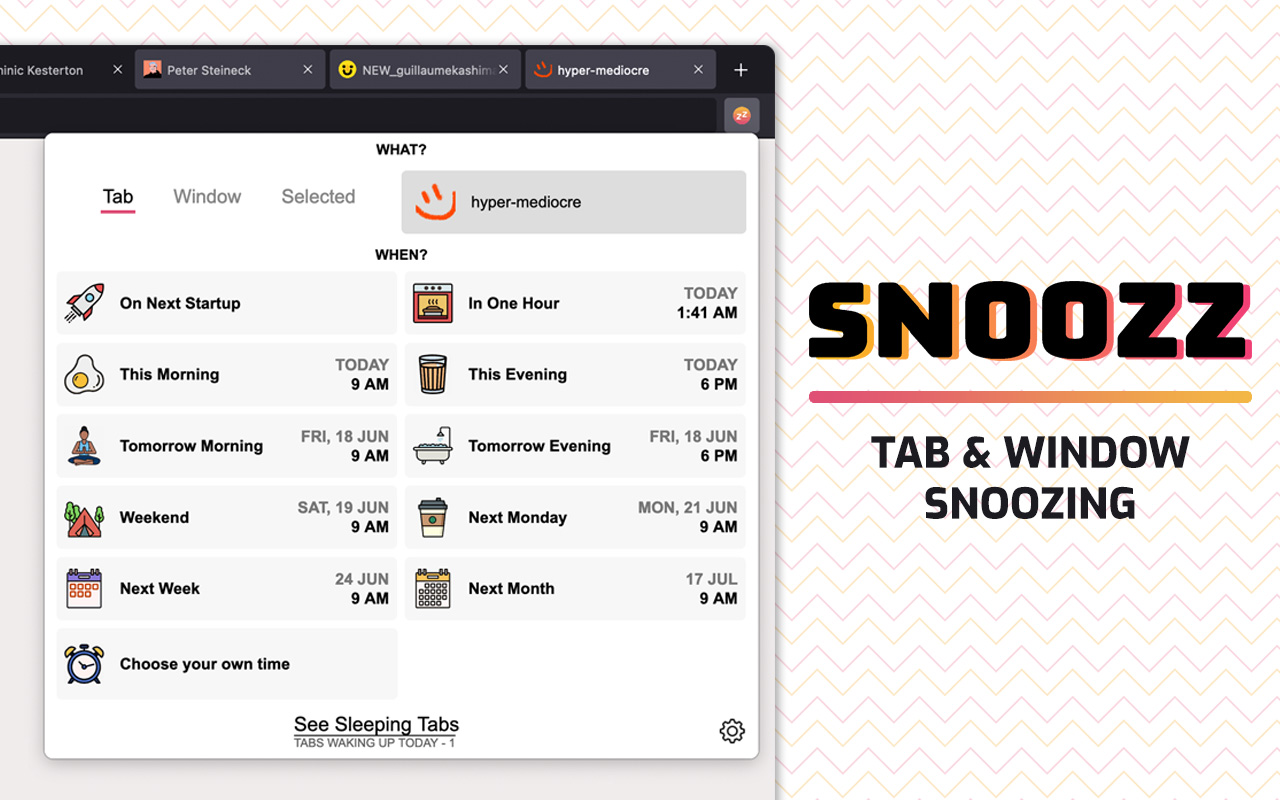 inic Kesterton
Peter Steineck
NEW_guillaumekashima
hyper-mediocre
zz
WHAT?
Tab
Window
Selected
hyper-mediocre
WHEN?
On Next Startup
In One Hour
TODAY
1:41 AM
This Morning
TODAY
9 AM
This Evening
TODAY
6 PM
Tomorrow Morning
FRI, 18 JUN
9 AM
Tomorrow Evening
FRI, 18 JUN
6 PM
Weekend
SAT, 19 JUN
9 AM
Next Monday
MON, 21 JUN
9 AM
Next Week
24 JUN
9 AM
Next Month
17 JUL
9 AM
Choose your own time
See Sleeping Tabs
TABS WAKING UP TODAY - 1
SNOOZZ
TAB & WINDOW
SNOOZING